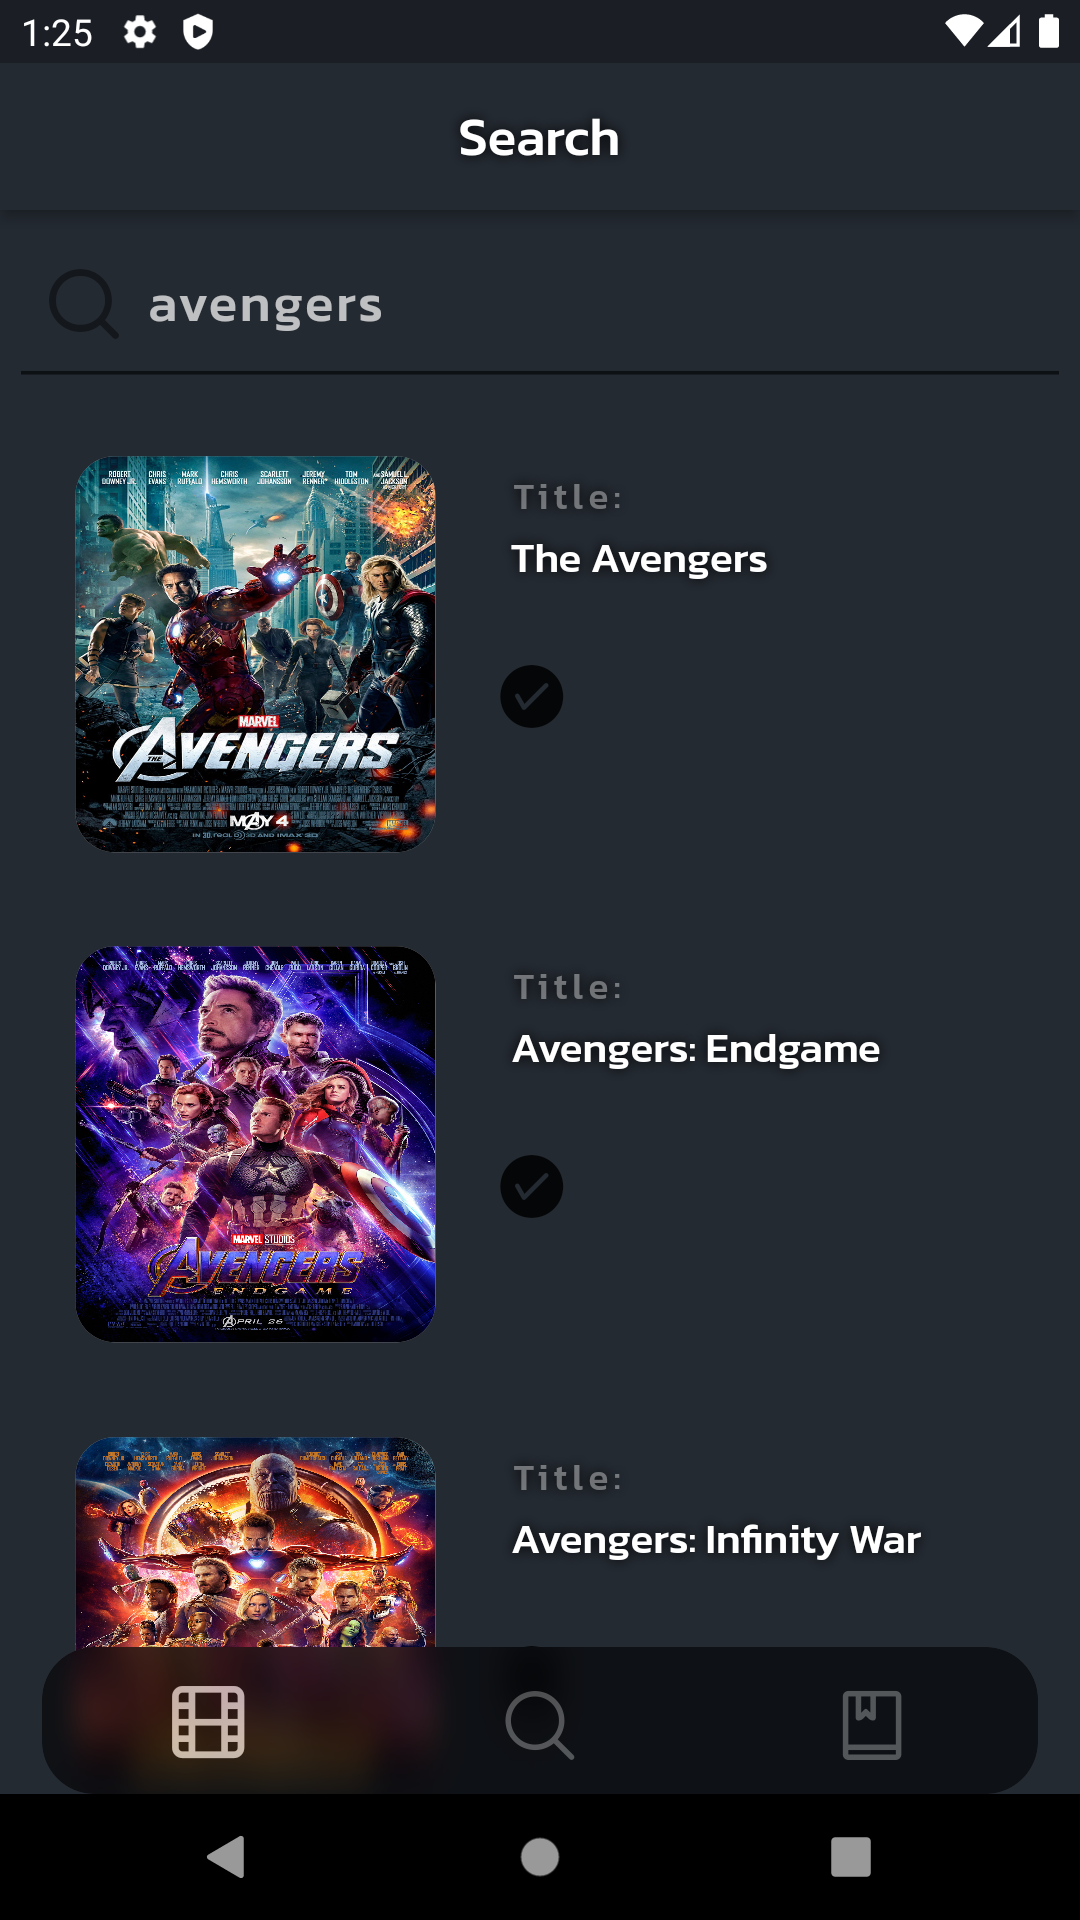 1:25
Search
avengers
ROBERT CHRIS MARK CHRIS SCARLETT JEREMY TOM SAMUEL L.
DOWNEY JR. EVANS RUFFALO HEMSWORTH JOHANSSON RENNER HIDDLESTON JACKSON
MARVEL
THE AVENGERS
MAY 4
Title:
The Avengers
MARVEL STUDIOS
AVENGERS
ENDGAME
APRIL 26
Title:
Avengers: Endgame
Title:
Avengers: Infinity War